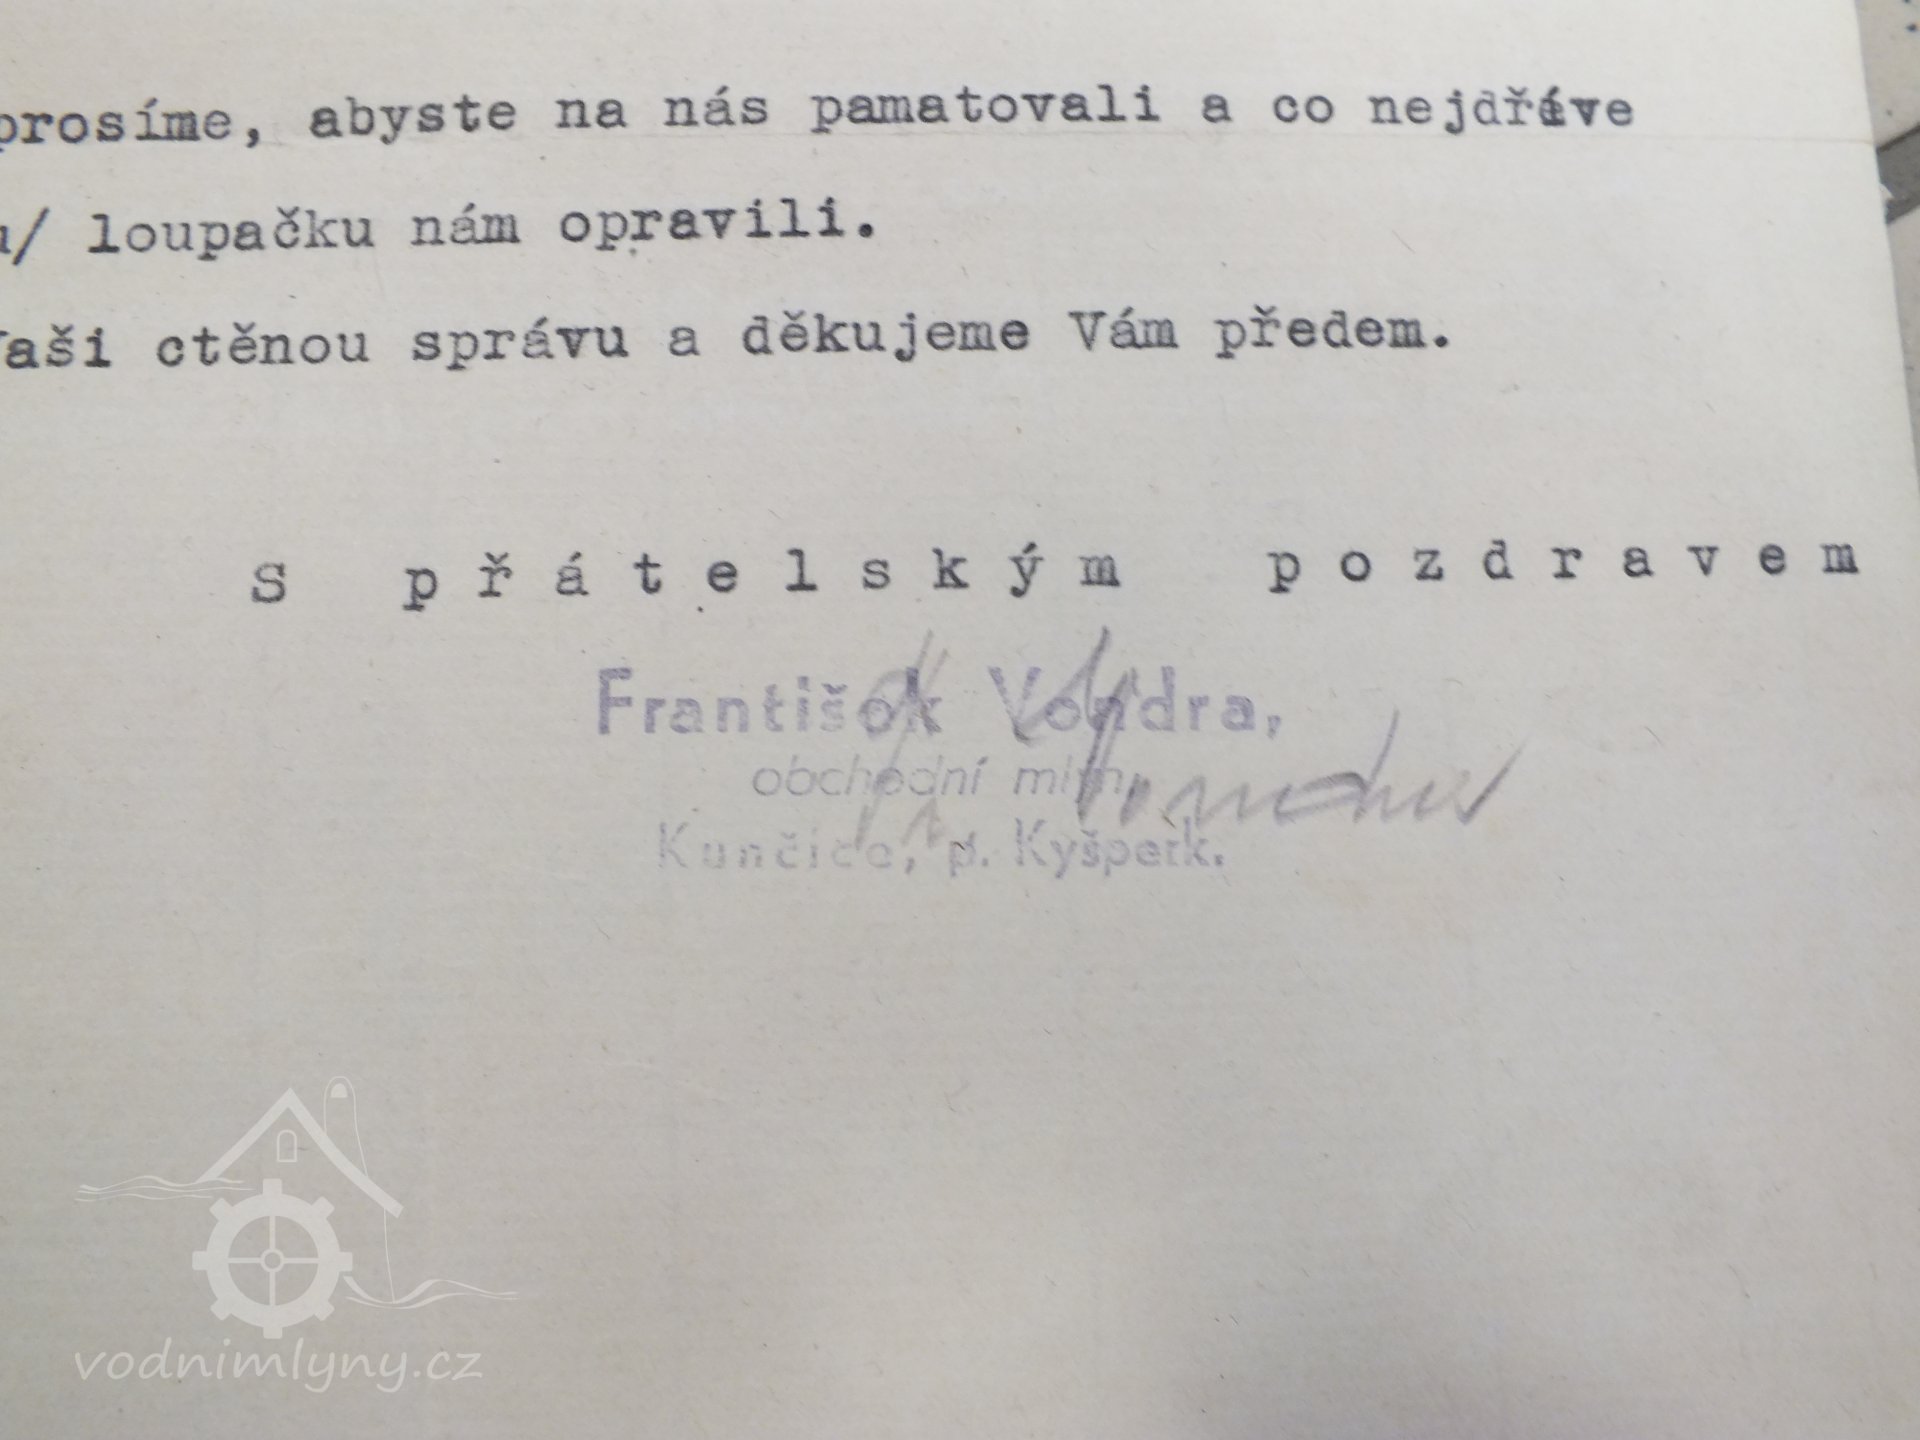 prosíme, abyste na nás pamatovali a co nejdříve
u/ loupačku nám opravili.
Vaši ctěnou správu a děkujeme Vám předem.
S přátelským pozdravem
František Vondra,
obchodní mlýn,
Kunčice, p. Kyšperk.
vodnimlyny.cz